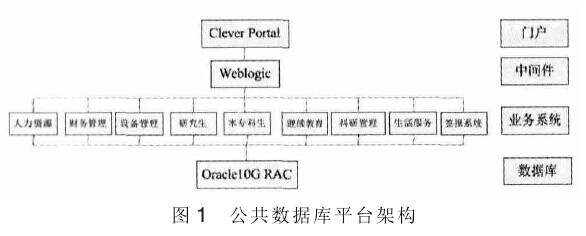 Clever Portal
门户
Weblogic
中间件
人力资源 财务管理 设备管理 研究生 本专科生 继续教育 科研管理 生活服务 签报系统 业务系统
Oracle10G RAC
数据库
图 1 公共数据库平台架构